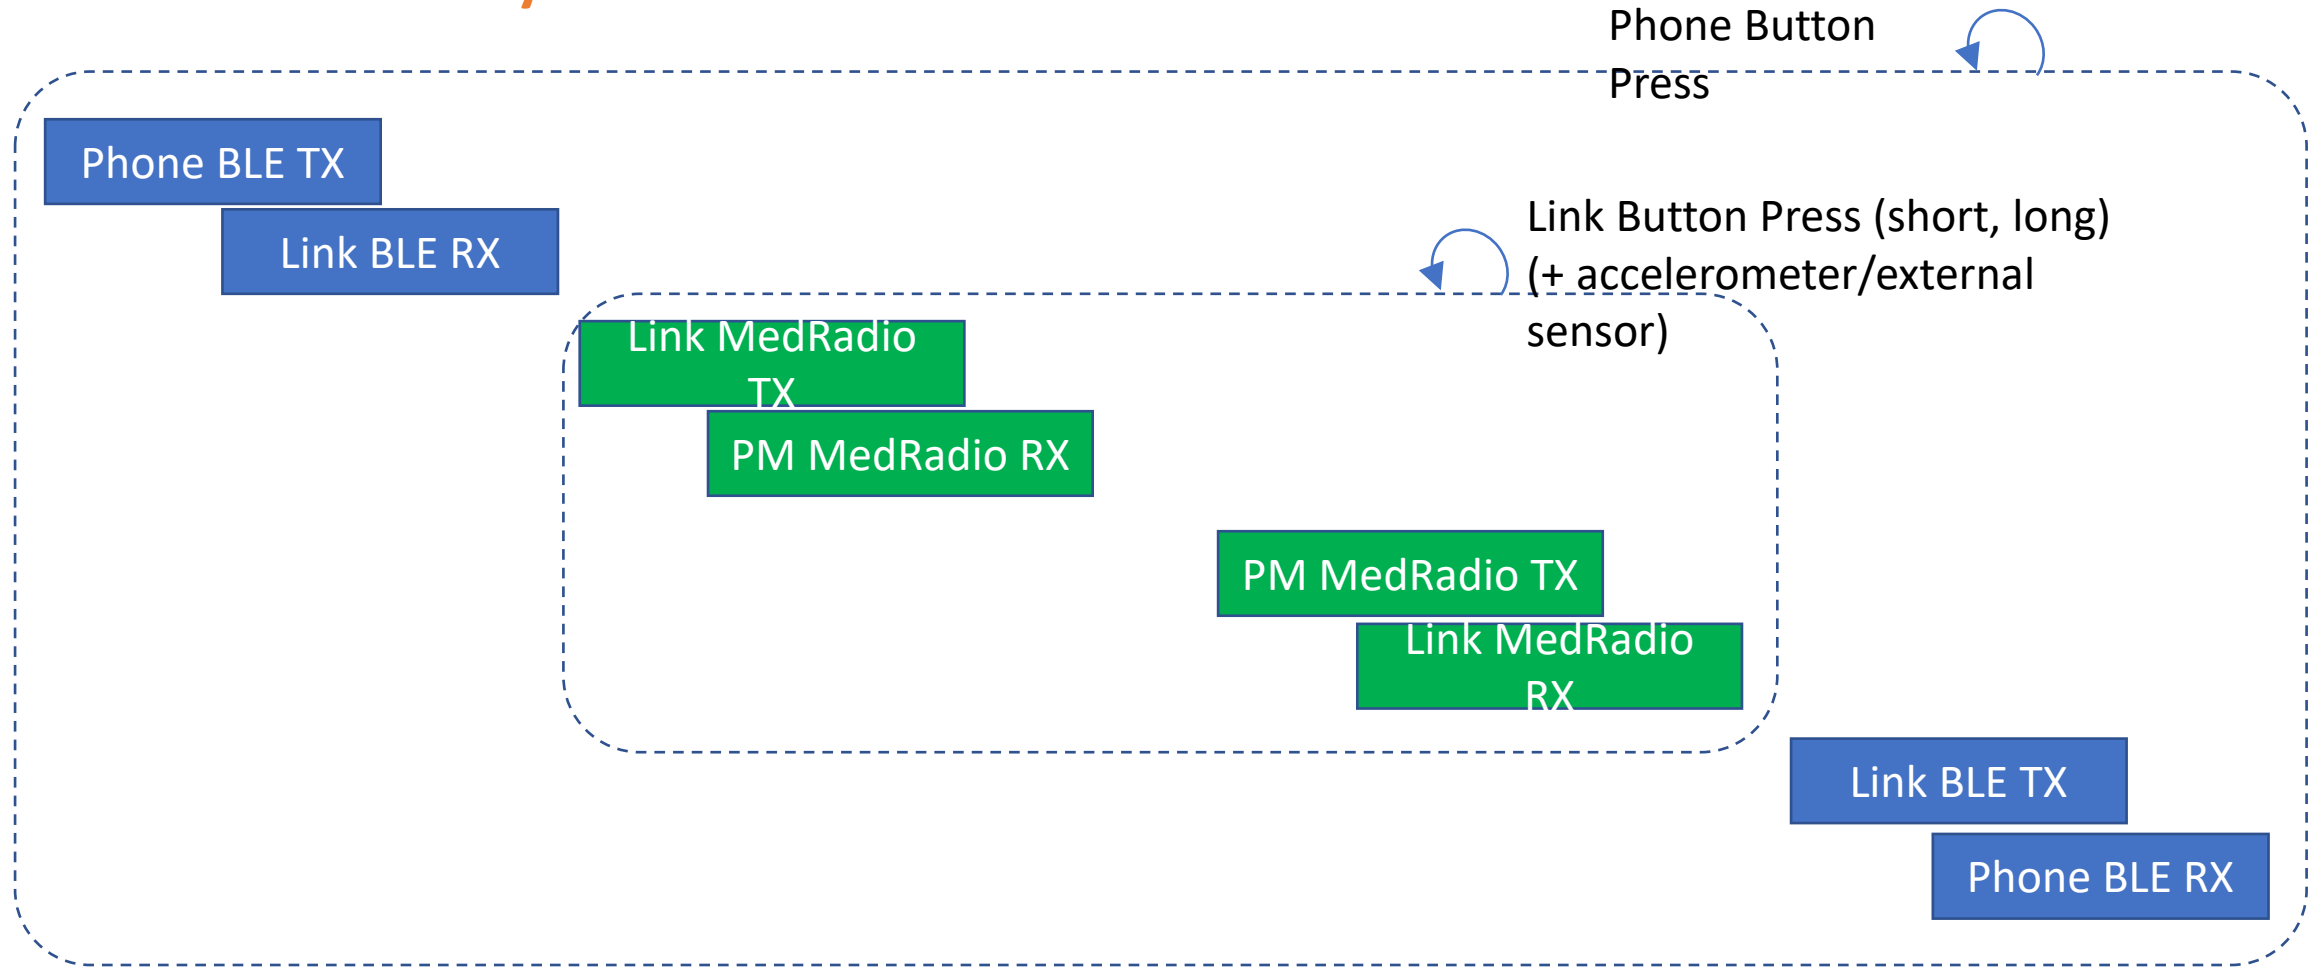 Phone Button
Press
Phone BLE TX
Link BLE RX
Link Button Press (short, long)
(+ accelerometer/external
sensor)
Link MedRadio
TX
PM MedRadio RX
PM MedRadio TX
Link MedRadio
RX
Link BLE TX
Phone BLE RX